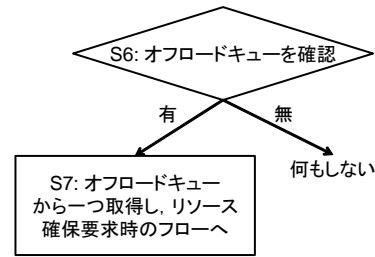 S6: オフロードキューを確認
有
無
何もしない
S7: オフロードキュー
から一つ取得し, リソース
確保要求時のフローへ